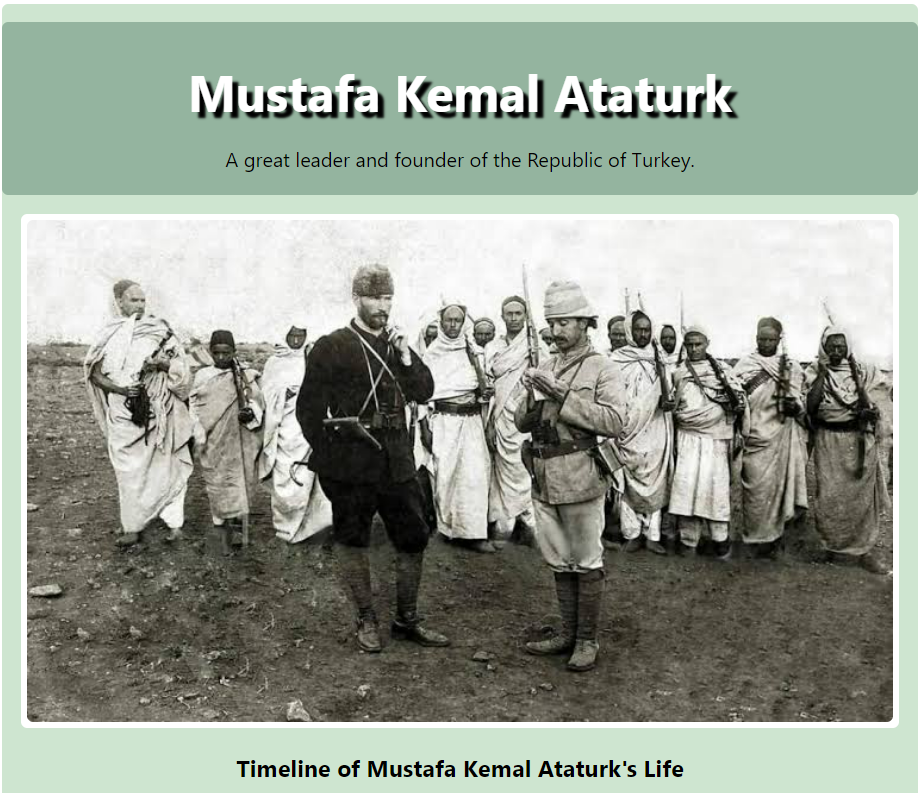 Mustafa Kemal Ataturk
A great leader and founder of the Republic of Turkey.
Timeline of Mustafa Kemal Ataturk's Life